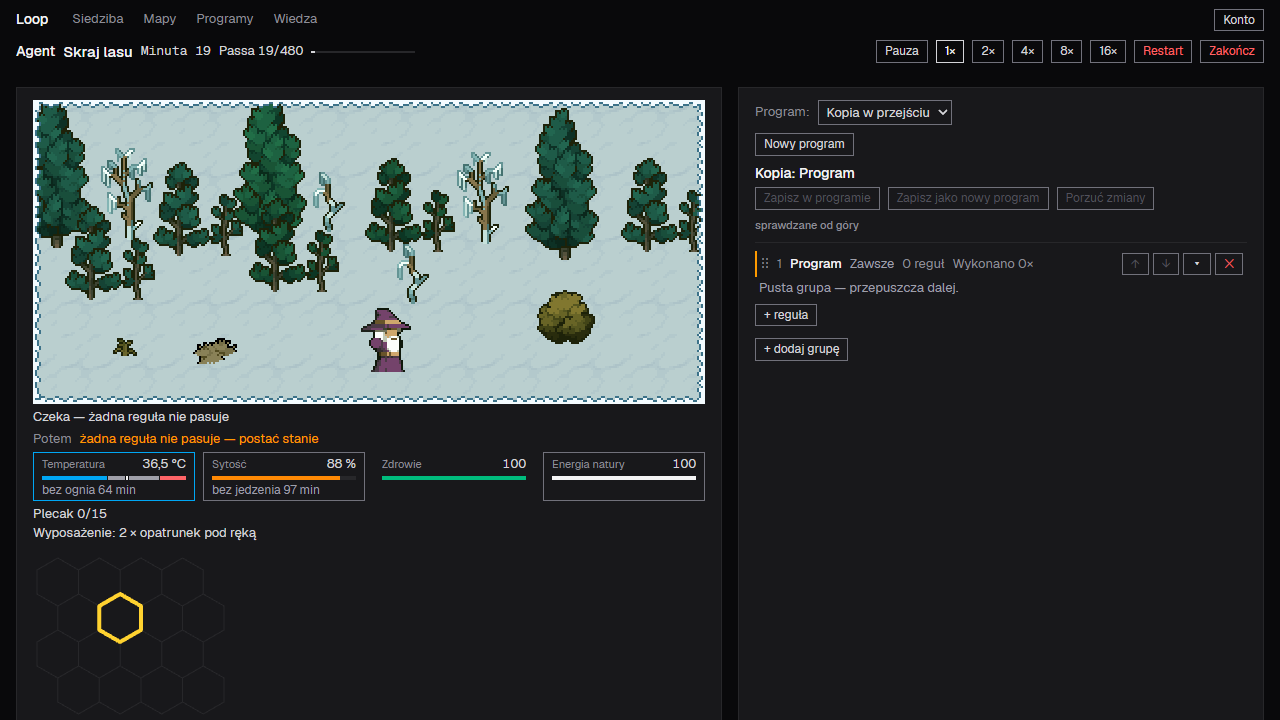 Loop Siedziba Mapy Programy Wiedza Konto
Agent Skraj lasu Minuta 19 Passa 19/480 Pauza 1× 2× 4× 8× 16× Restart Zakończ
Program: Kopia w przejściu
Nowy program
Kopia: Program
Zapisz w programie Zapisz jako nowy program Porzuć zmiany
sprawdzane od góry
1 Program Zawsze 0 reguł Wykonano 0×
Pusta grupa — przepuszcza dalej.
+ reguła
+ dodaj grupę
Czeka — żadna reguła nie pasuje
Potem żadna reguła nie pasuje — postać stanie
Temperatura 36,5 °C Sytość 88 % Zdrowie 100 Energia natury 100
bez ognia 64 min bez jedzenia 97 min
Plecak 0/15
Wyposażenie: 2 × opatrunek pod ręką